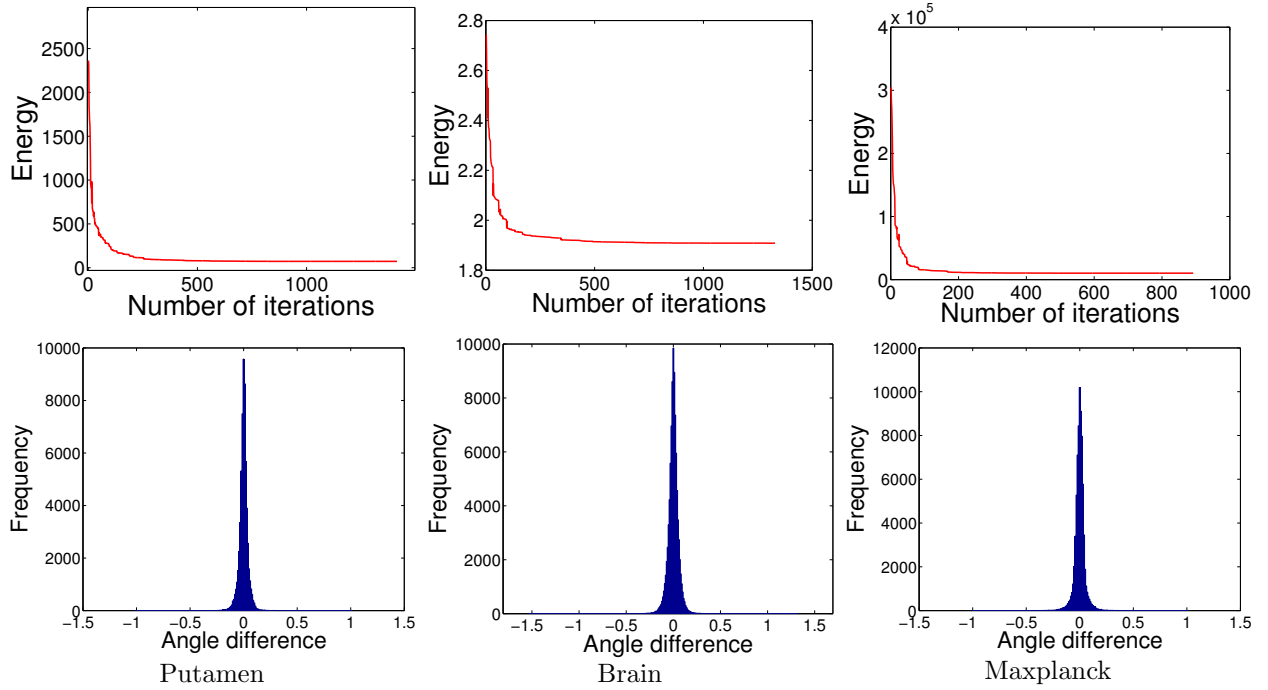 2500
2000
1500
1000
500
0
Energy
0 500 1000
Number of iterations
2.8
2.6
2.4
2.2
2
1.8
Energy
0 500 1000 1500
Number of iterations
4 x 10^5
3
2
1
0
Energy
0 200 400 600 800 1000
Number of iterations
10000
8000
6000
4000
2000
0
Frequency
−1.5 −1 −0.5 0 0.5 1 1.5
Angle difference
Putamen
10000
8000
6000
4000
2000
0
Frequency
−1.5 −1 −0.5 0 0.5 1 1.5
Angle difference
Brain
12000
10000
8000
6000
4000
2000
0
Frequency
−1.5 −1 −0.5 0 0.5 1 1.5
Angle difference
Maxplanck